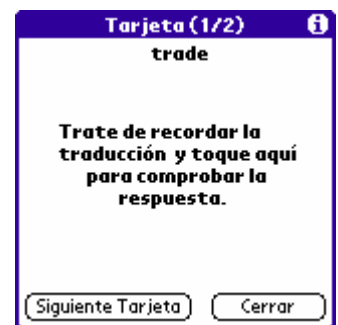 Tarjeta (1/2)
trade
Trate de recordar la
traducción y toque aquí
para comprobar la
respuesta.
Siguiente Tarjeta Cerrar